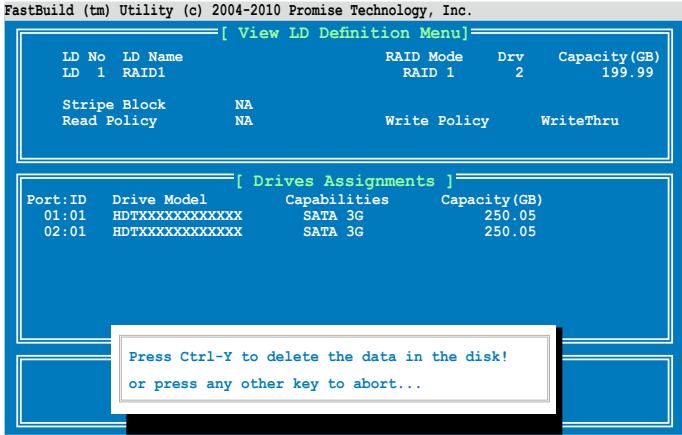 FastBuild (tm) Utility (c) 2004-2010 Promise Technology, Inc.
[ View LD Definition Menu]
LD No LD Name RAID Mode Drv Capacity(GB)
LD 1 RAID1 RAID 1 2 199.99
Stripe Block NA
Read Policy NA Write Policy WriteThru
[ Drives Assignments ]
Port:ID Drive Model Capabilities Capacity(GB)
01:01 HDTXXXXXXXXXXXX SATA 3G 250.05
02:01 HDTXXXXXXXXXXXX SATA 3G 250.05
Press Ctrl-Y to delete the data in the disk!
or press any other key to abort...